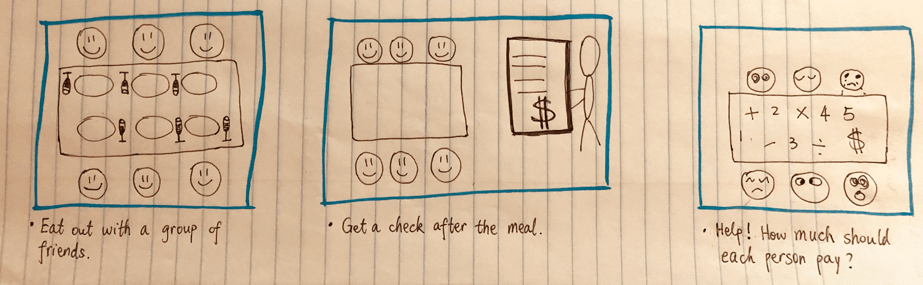 $
+ 2 × 4 5
1 - 3 ÷ $
• Eat out with a group of
friends.
• Get a check after the meal.
• Help! How much should
each person pay?